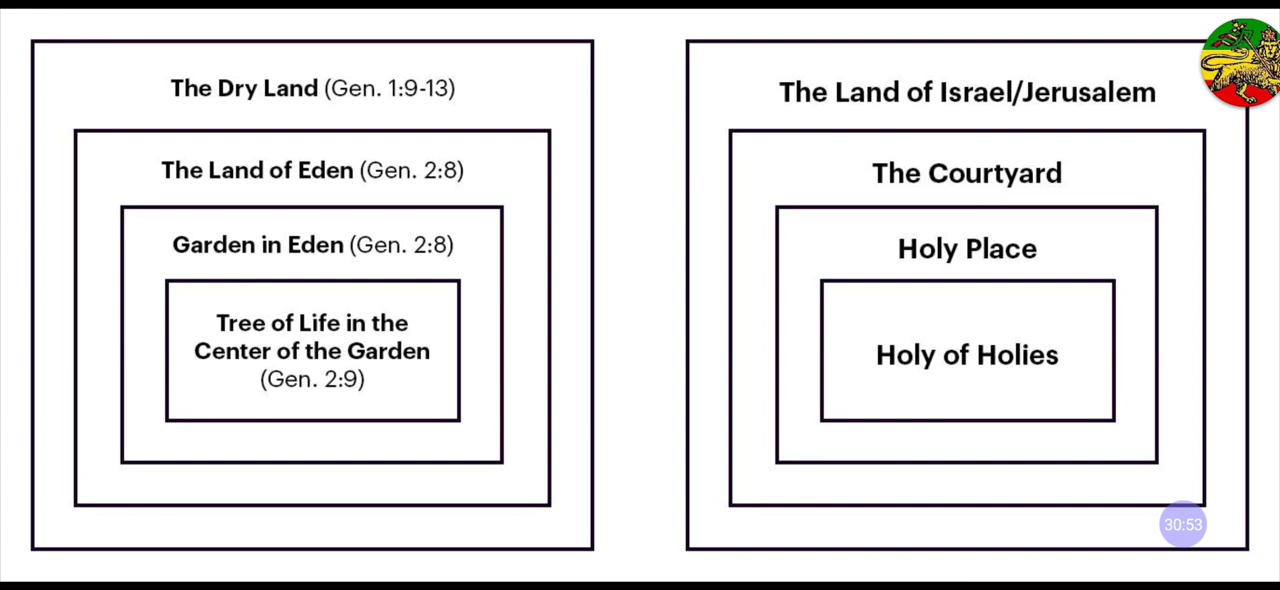 The Dry Land (Gen. 1:9-13)
The Land of Eden (Gen. 2:8)
Garden in Eden (Gen. 2:8)
Tree of Life in the
Center of the Garden
(Gen. 2:9)
The Land of Israel/Jerusalem
The Courtyard
Holy Place
Holy of Holies
30:53